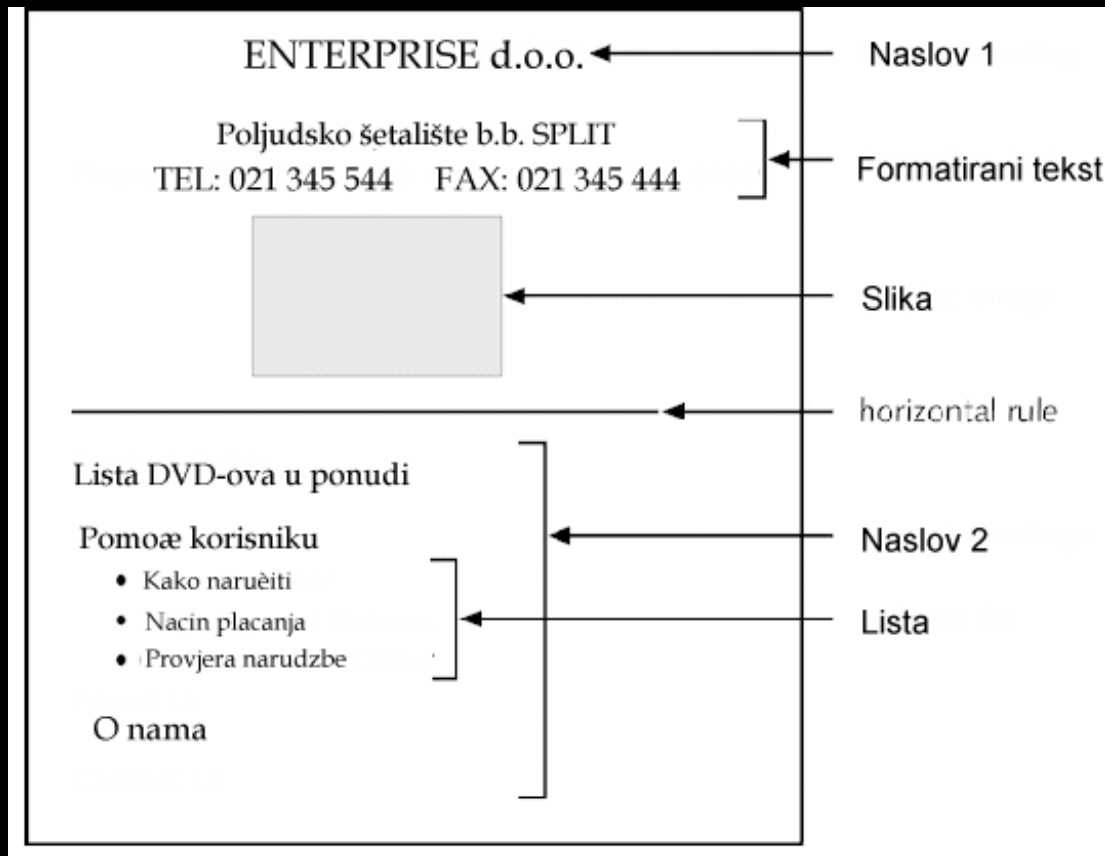 ENTERPRISE d.o.o.
Naslov 1
Poljudsko šetalište b.b. SPLIT
TEL: 021 345 544 FAX: 021 345 444
Formatirani tekst
Slika
horizontal rule
Lista DVD-ova u ponudi
Pomoæ korisniku
Naslov 2
• Kako naruèiti
• Nacin placanja
Lista
• Provjera narudzbe
O nama